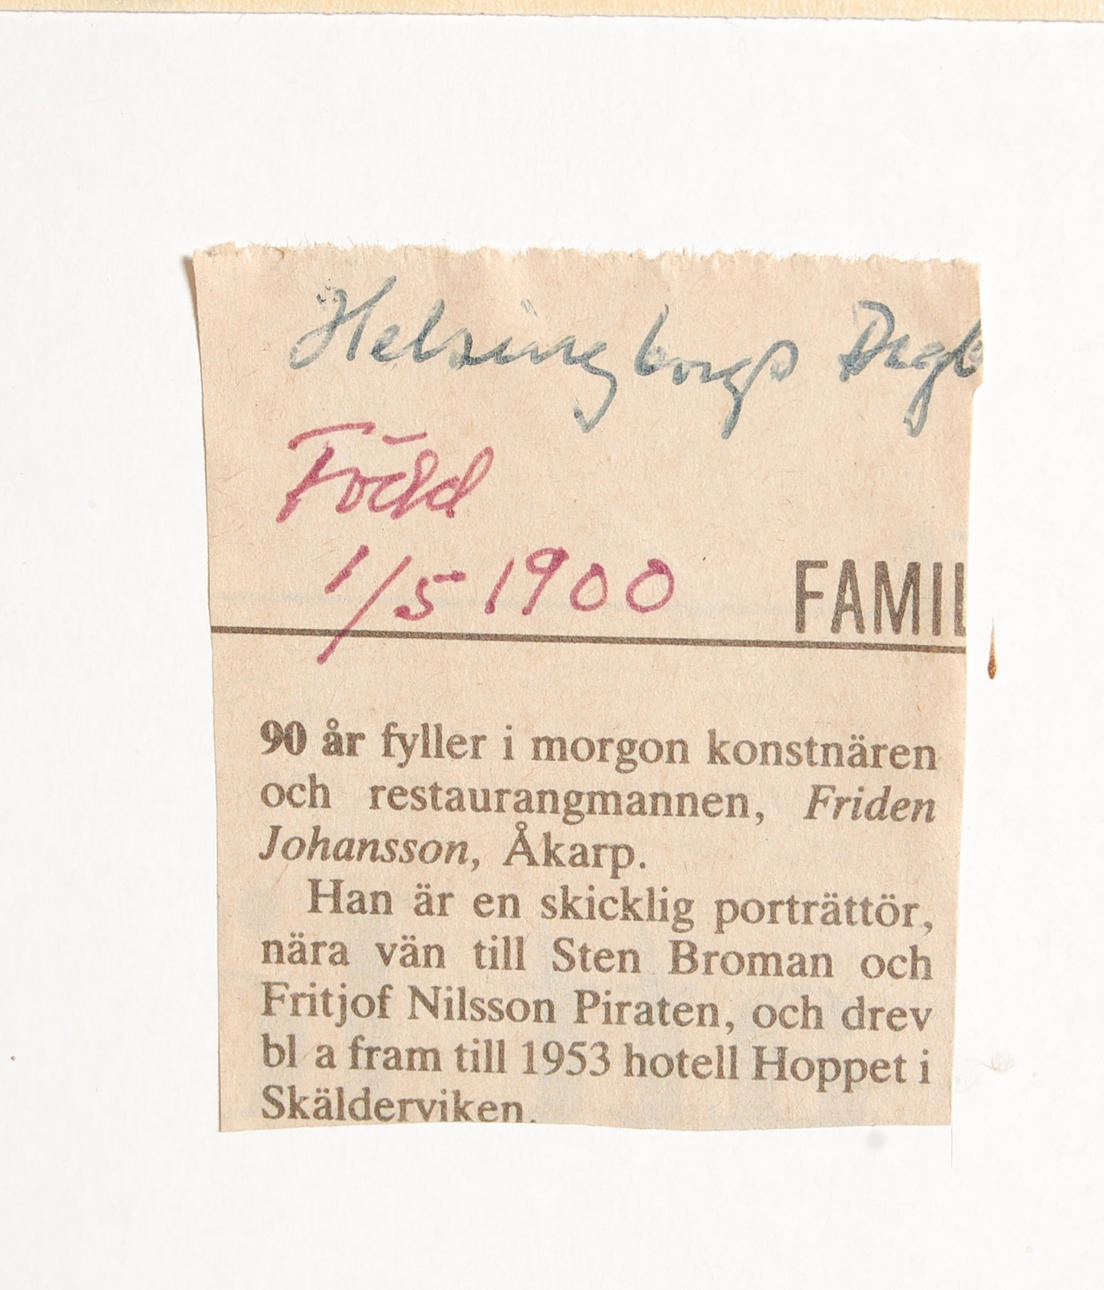 Helsingborgs Dagb
Född
1/5 1900
FAMIL
90 år fyller i morgon konstnären
och restaurangmannen, Friden
Johansson, Åkarp.
Han är en skicklig porträttör,
nära vän till Sten Broman och
Fritjof Nilsson Piraten, och drev
bl a fram till 1953 hotell Hoppet i
Skälderviken.